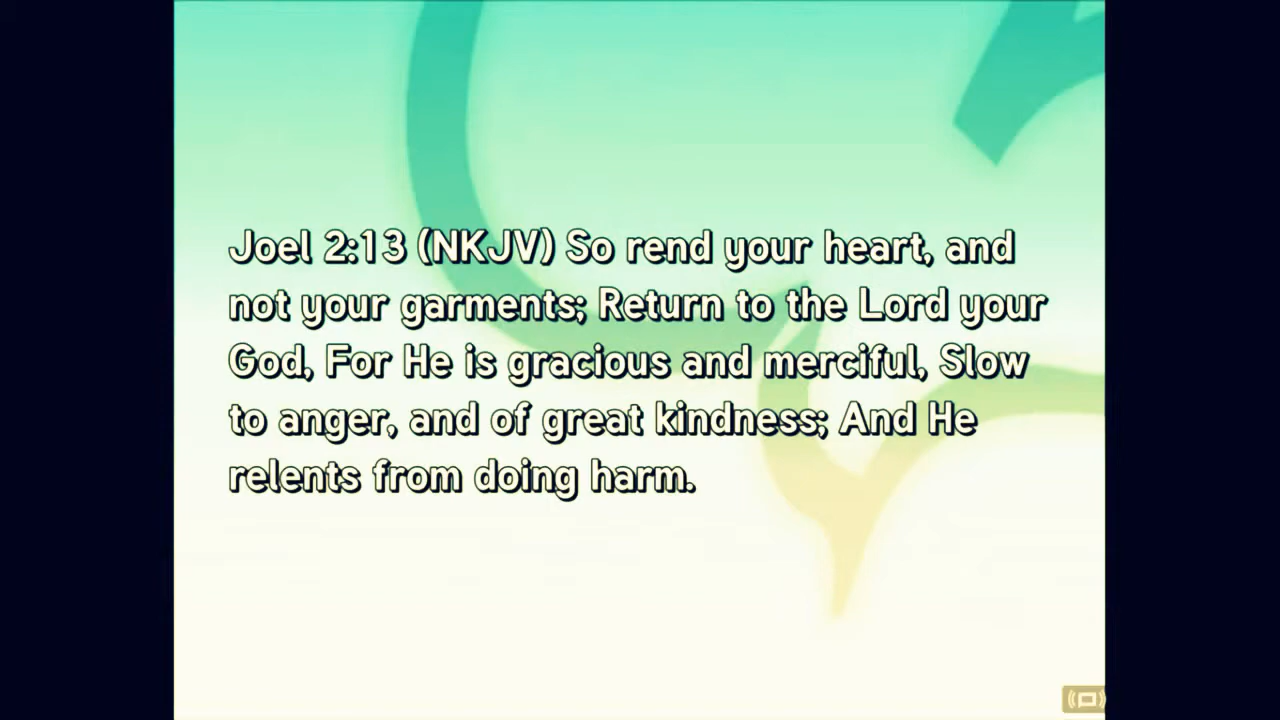 Joel 2:13 (NKJV) So rend your heart, and
not your garments; Return to the Lord your
God, For He is gracious and merciful, Slow
to anger, and of great kindness; And He
relents from doing harm.